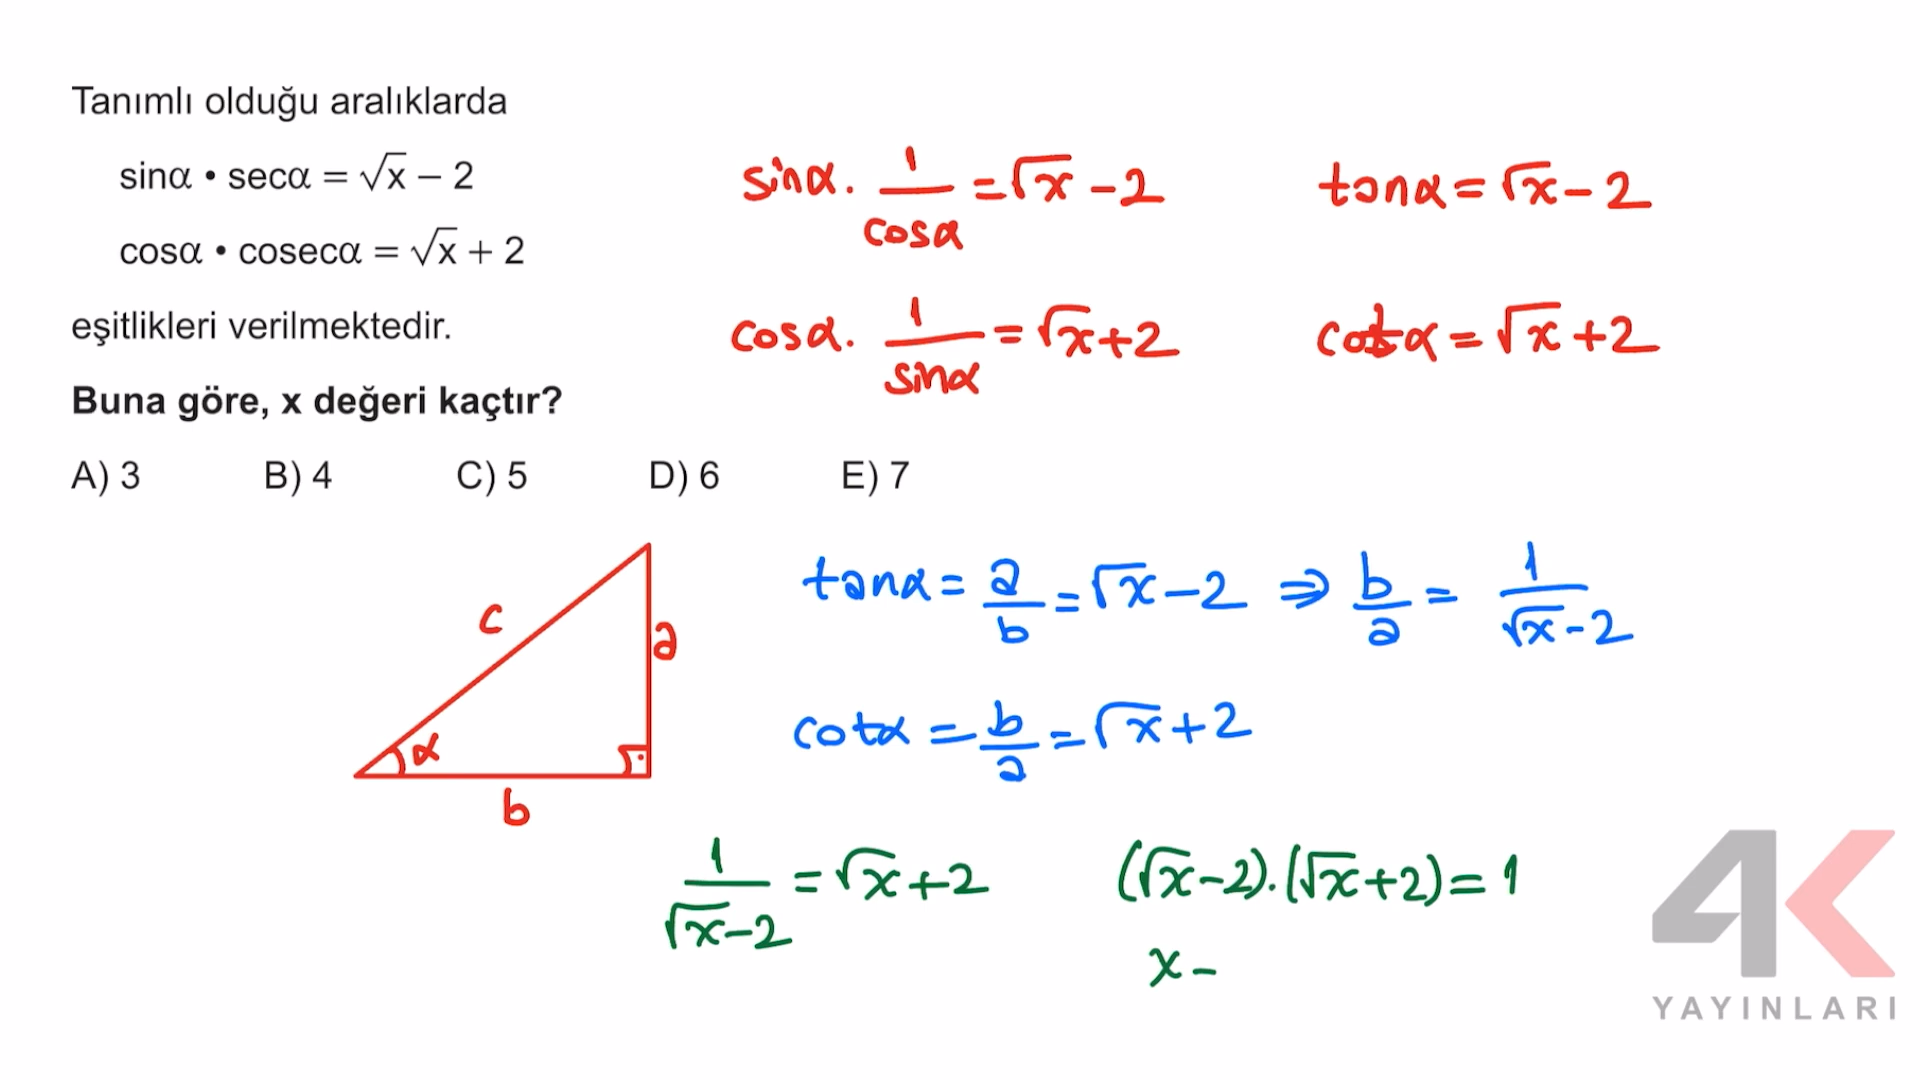 Tanımlı olduğu aralıklarda
sinα • secα = √x – 2
cosα • cosecα = √x + 2
eşitlikleri verilmektedir.
Buna göre, x değeri kaçtır?
A) 3 B) 4 C) 5 D) 6 E) 7
sinα . 1/cosα = √x – 2 tanα = √x – 2
cosα . 1/sinα = √x + 2 cotα = √x + 2
c
a
α
b
tanα = a/b = √x – 2 ⇒ b/a = 1/(√x – 2)
cotα = b/a = √x + 2
1/(√x – 2) = √x + 2 (√x – 2).(√x + 2) = 1
x –
4K
YAYINLARI